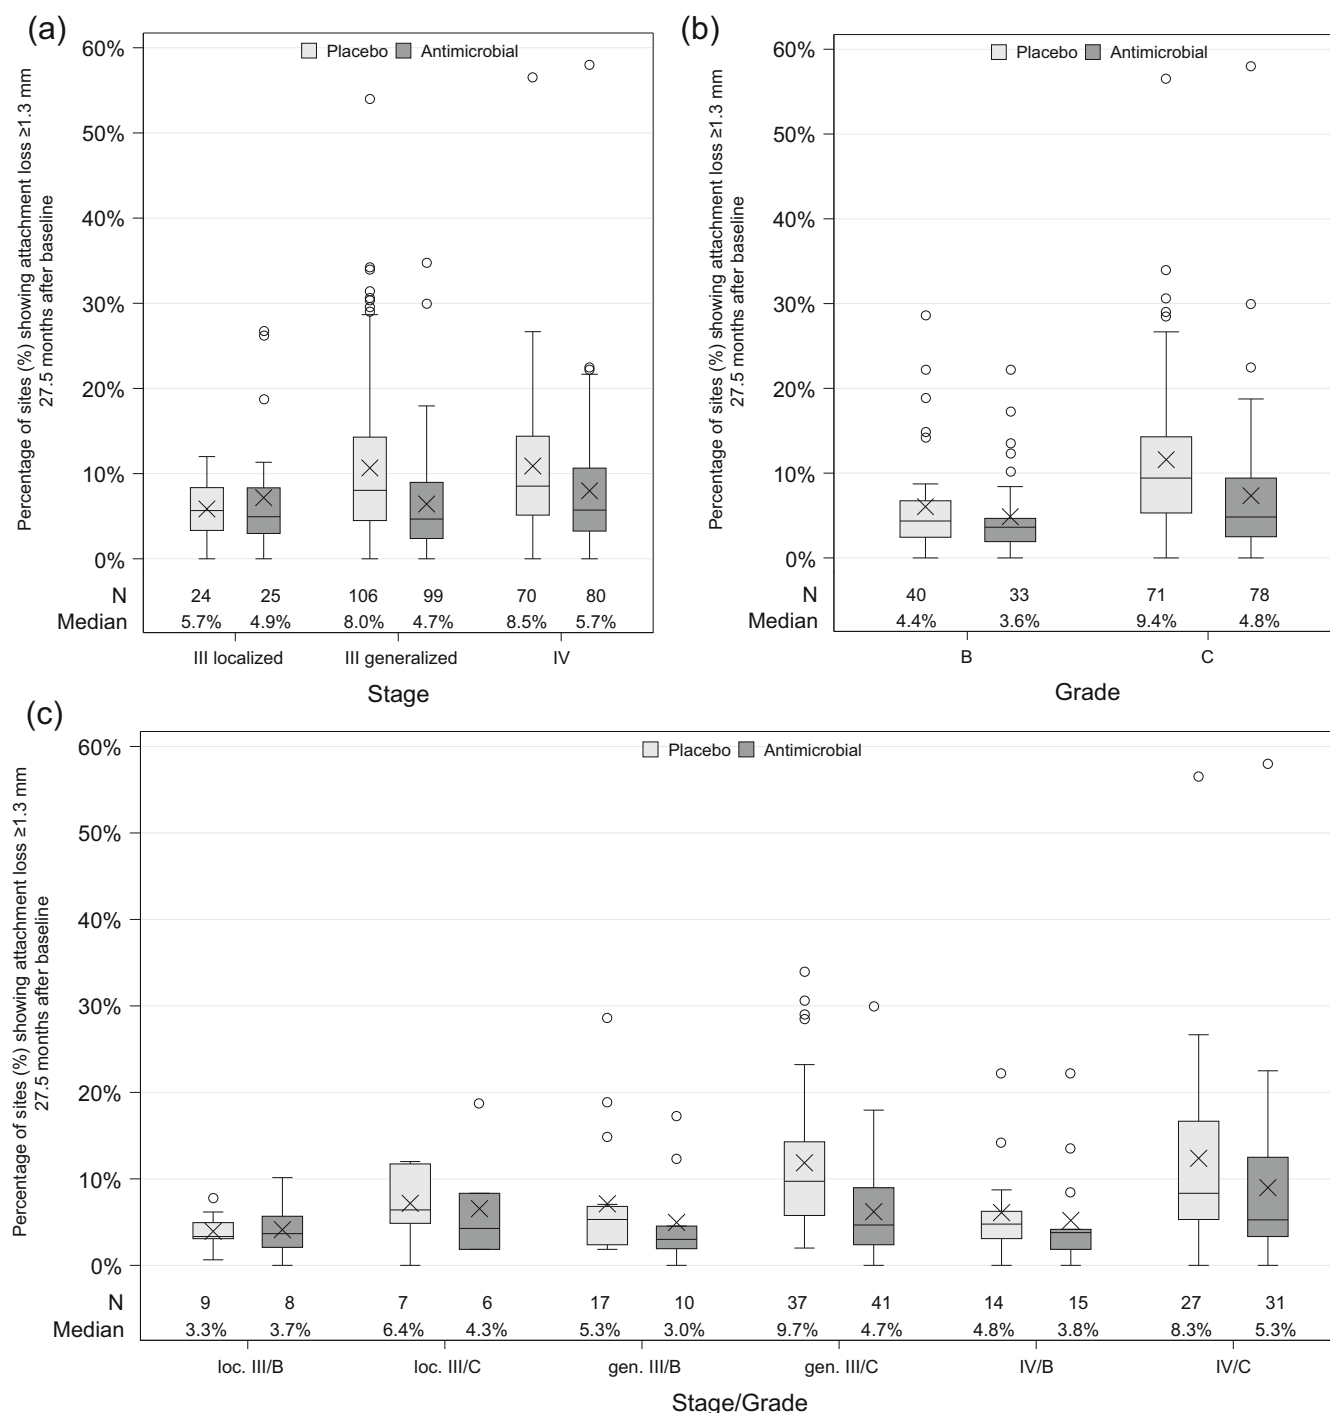 (a)
Placebo Antimicrobial
Percentage of sites (%) showing attachment loss ≥1.3 mm
27.5 months after baseline
60%
50%
40%
30%
20%
10%
0%
N 24 25 106 99 70 80
Median 5.7% 4.9% 8.0% 4.7% 8.5% 5.7%
III localized III generalized IV
Stage
(b)
Placebo Antimicrobial
Percentage of sites (%) showing attachment loss ≥1.3 mm
27.5 months after baseline
60%
50%
40%
30%
20%
10%
0%
40 33 71 78
4.4% 3.6% 9.4% 4.8%
B C
Grade
(c)
Placebo Antimicrobial
Percentage of sites (%) showing attachment loss ≥1.3 mm
27.5 months after baseline
60%
50%
40%
30%
20%
10%
0%
N 9 8 7 6 17 10 37 41 14 15 27 31
Median 3.3% 3.7% 6.4% 4.3% 5.3% 3.0% 9.7% 4.7% 4.8% 3.8% 8.3% 5.3%
loc. III/B loc. III/C gen. III/B gen. III/C IV/B IV/C
Stage/Grade